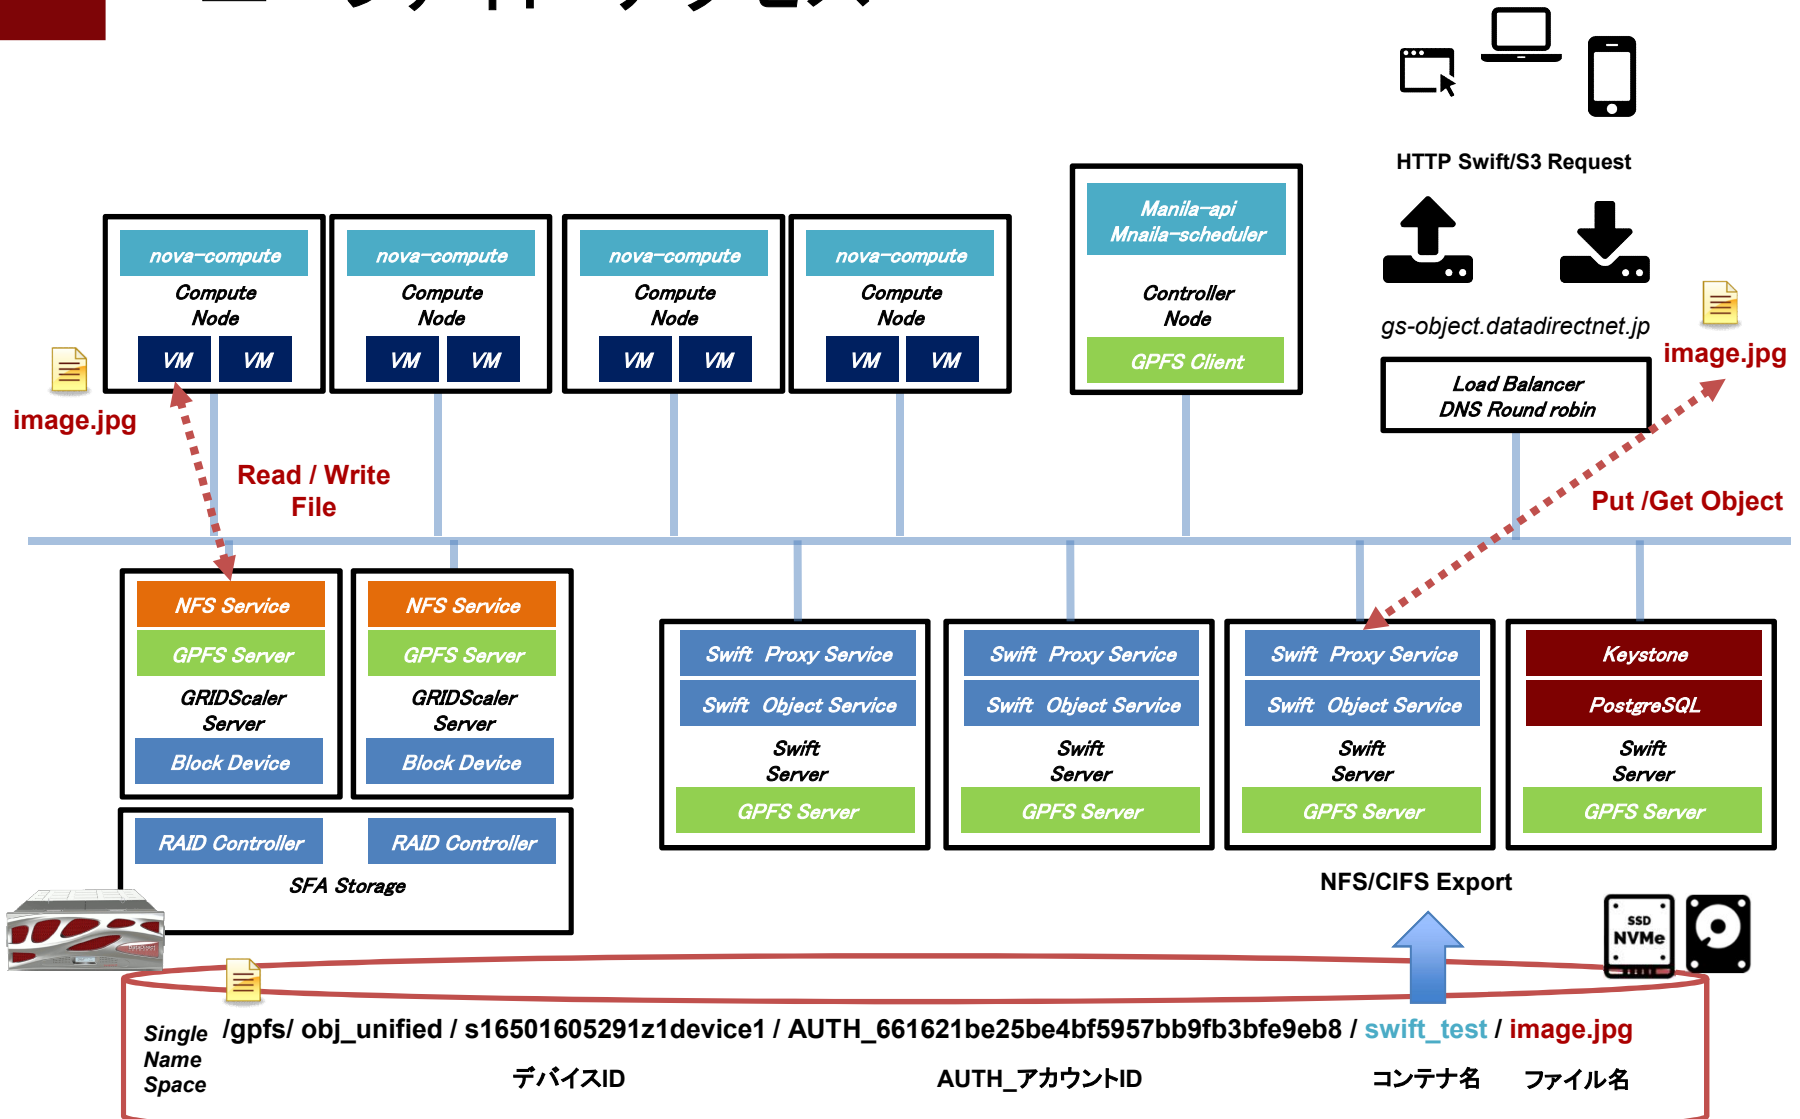 HTTP Swift/S3 Request
nova-compute
Compute
Node
VM VM
nova-compute
Compute
Node
VM VM
nova-compute
Compute
Node
VM VM
nova-compute
Compute
Node
VM VM
Manila-api
Mnaila-scheduler
Controller
Node
GPFS Client
gs-object.datadirectnet.jp
Load Balancer
DNS Round robin
image.jpg
image.jpg
Read / Write
File
Put /Get Object
NFS Service
GPFS Server
GRIDScaler
Server
Block Device
NFS Service
GPFS Server
GRIDScaler
Server
Block Device
RAID Controller RAID Controller
SFA Storage
Swift Proxy Service
Swift Object Service
Swift
Server
GPFS Server
Swift Proxy Service
Swift Object Service
Swift
Server
GPFS Server
Swift Proxy Service
Swift Object Service
Swift
Server
GPFS Server
Keystone
PostgreSQL
Swift
Server
GPFS Server
NFS/CIFS Export
SSD
NVMe
Single
Name
Space
/gpfs/ obj_unified / s16501605291z1device1 / AUTH_661621be25be4bf5957bb9fb3bfe9eb8 / swift_test / image.jpg
デバイスID AUTH_アカウントID コンテナ名 ファイル名